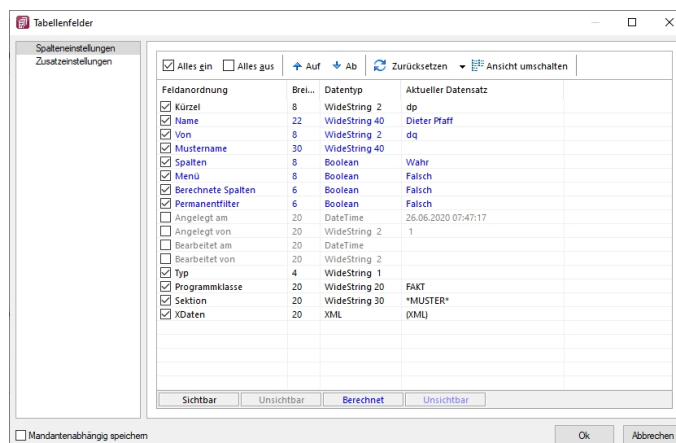 Tabellenfelder
Spalteneinstellungen
Zusatzeinstellungen
Alles ein Alles aus Auf Ab Zurücksetzen Ansicht umschalten
Feldanordnung Brei... Datentyp Aktueller Datensatz
Kürzel 8 WideString 2 dp
Name 22 WideString 40 Dieter Pfaff
Von 8 WideString 2 dq
Mustername 30 WideString 40
Spalten 8 Boolean Wahr
Menü 8 Boolean Falsch
Berechnete Spalten 6 Boolean Falsch
Permanentfilter 6 Boolean Falsch
Angelegt am 20 DateTime 26.06.2020 07:47:17
Angelegt von 20 WideString 2 1
Bearbeitet am 20 DateTime
Bearbeitet von 20 WideString 2
Typ 4 WideString 1
Programmklasse 20 WideString 20 FAKT
Sektion 20 WideString 30 *MUSTER*
XDaten 20 XML (XML)
Sichtbar Unsichtbar Berechnet Unsichtbar
Mandantenabhängig speichern Ok Abbrechen